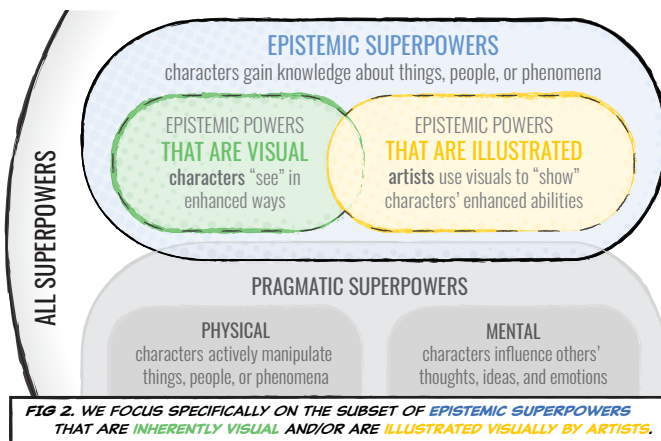 EPISTEMIC SUPERPOWERS
characters gain knowledge about things, people, or phenomena
EPISTEMIC POWERS
THAT ARE VISUAL
characters “see” in
enhanced ways
EPISTEMIC POWERS
THAT ARE ILLUSTRATED
artists use visuals to “show”
characters’ enhanced abilities
ALL SUPERPOWERS
PRAGMATIC SUPERPOWERS
PHYSICAL
characters actively manipulate
things, people, or phenomena
MENTAL
characters influence others’
thoughts, ideas, and emotions
FIG 2. WE FOCUS SPECIFICALLY ON THE SUBSET OF EPISTEMIC SUPERPOWERS
THAT ARE INHERENTLY VISUAL AND/OR ARE ILLUSTRATED VISUALLY BY ARTISTS.